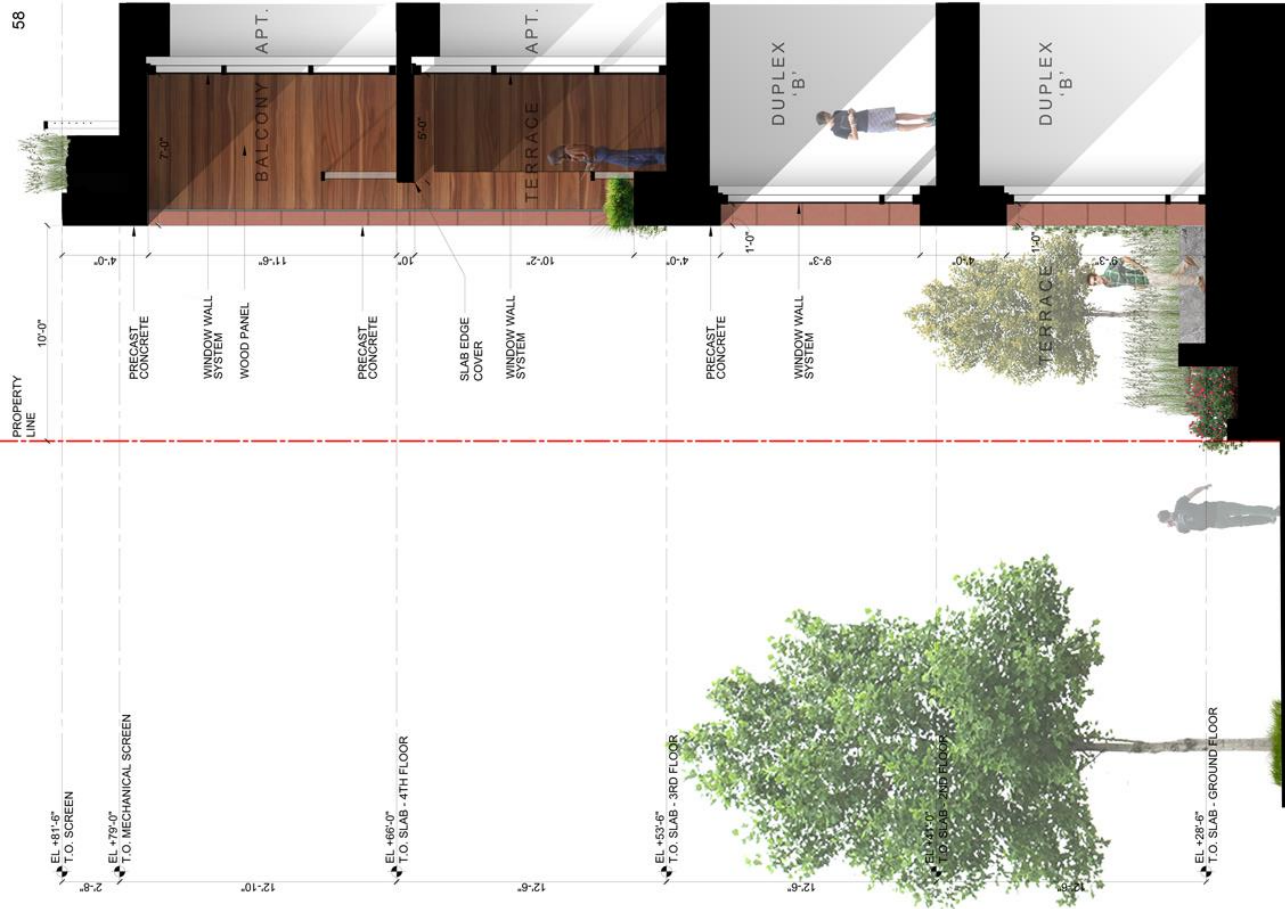 58
PROPERTY
LINE
10'-0"
EL +81'-6"
T.O. SCREEN
2'-8"
EL +79'-0"
T.O. MECHANICAL SCREEN
12'-10"
EL +66'-0"
T.O. SLAB - 4TH FLOOR
12'-6"
EL +53'-6"
T.O. SLAB - 3RD FLOOR
12'-6"
EL +41'-0"
T.O. SLAB - 2ND FLOOR
12'-6"
EL +28'-6"
T.O. SLAB - GROUND FLOOR
PRECAST
CONCRETE
WINDOW WALL
SYSTEM
WOOD PANEL
PRECAST
CONCRETE
SLAB EDGE
COVER
WINDOW WALL
SYSTEM
PRECAST
CONCRETE
WINDOW WALL
SYSTEM
4'-0"
11'-6"
10"
10'-2"
4'-0"
9'-3"
4'-0"
9'-3"
7'-0"
BALCONY
APT.
5'-0"
TERRACE
APT.
1'-0"
DUPLEX
'B'
1'-0"
TERRACE
DUPLEX
'B'